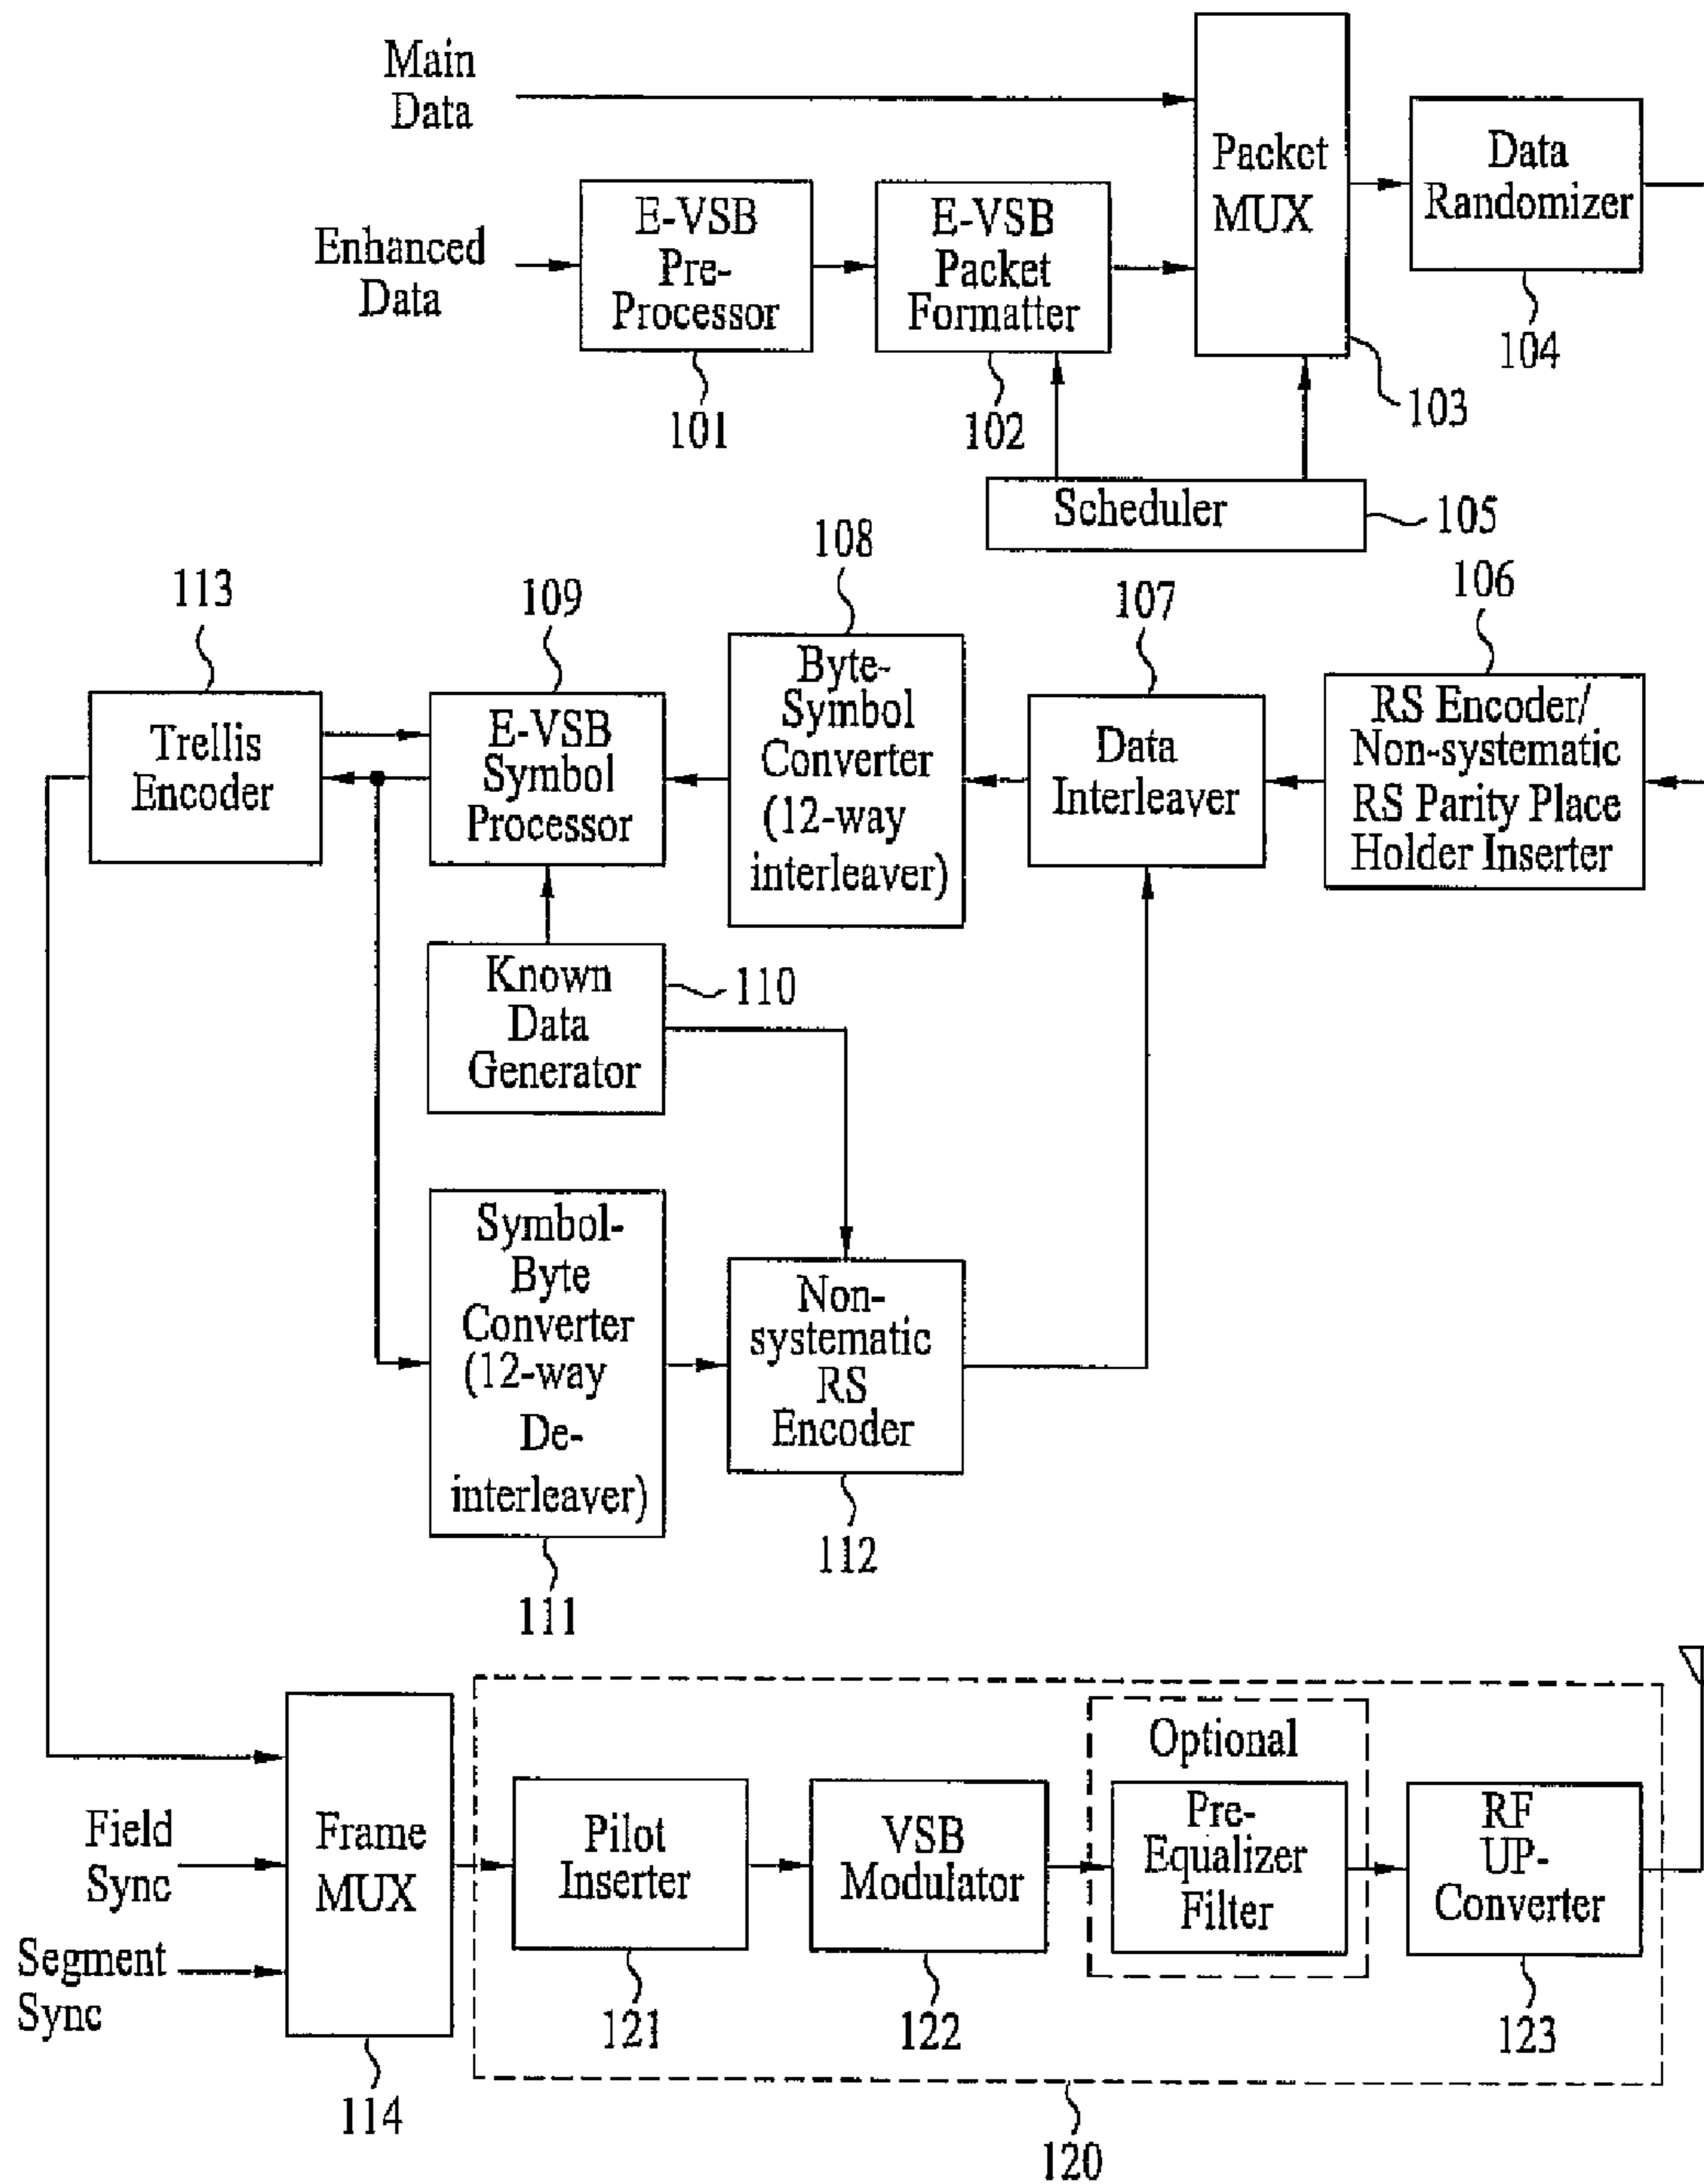 Main
Data
Enhanced
Data
E-VSB
Pre-
Processor
101
E-VSB
Packet
Formatter
102
Packet
MUX
103
Data
Randomizer
104
Scheduler
105
113
Trellis
Encoder
109
E-VSB
Symbol
Processor
108
Byte-
Symbol
Converter
(12-way
interleaver)
107
Data
Interleaver
106
RS Encoder/
Non-systematic
RS Parity Place
Holder Inserter
Known
Data
Generator
110
Symbol-
Byte
Converter
(12-way
De-
interleaver)
111
Non-
systematic
RS
Encoder
112
Field
Sync
Segment
Sync
Frame
MUX
114
Pilot
Inserter
121
VSB
Modulator
122
Optional
Pre-
Equalizer
Filter
RF
UP-
Converter
123
120